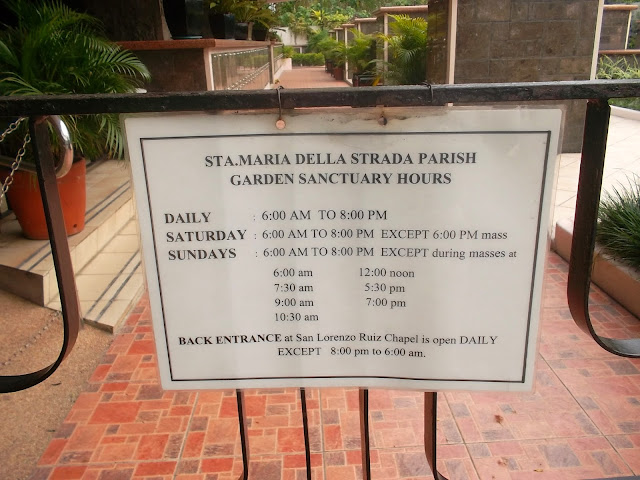 STA.MARIA DELLA STRADA PARISH
GARDEN SANCTUARY HOURS
DAILY : 6:00 AM TO 8:00 PM
SATURDAY : 6:00 AM TO 8:00 PM EXCEPT 6:00 PM mass
SUNDAYS : 6:00 AM TO 8:00 PM EXCEPT during masses at
6:00 am 12:00 noon
7:30 am 5:30 pm
9:00 am 7:00 pm
10:30 am
BACK ENTRANCE at San Lorenzo Ruiz Chapel is open DAILY
EXCEPT 8:00 pm to 6:00 am.